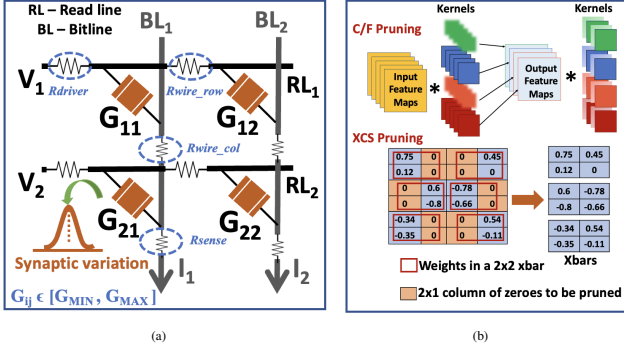 RL – Read line
BL – Bitline
BL₁
BL₂
V₁
Rdriver
Rwire_row
RL₁
G₁₁
G₁₂
Rwire_col
V₂
RL₂
G₂₁
G₂₂
Rsense
Synaptic variation
I₁
I₂
Gᵢⱼ ϵ [G_MIN , G_MAX]
(a)
Kernels
Kernels
C/F Pruning
Input
Feature
Maps
*
Output
Feature
Maps
*
XCS Pruning
0.75 0 0 0.45
0.12 0 0 0
0 0.6 -0.78 0
0 -0.8 -0.66 0
-0.34 0 0 0.54
-0.35 0 0 -0.11
0.75 0.45
0.12 0
0.6 -0.78
-0.8 -0.66
-0.34 0.54
-0.35 -0.11
Xbars
Weights in a 2x2 xbar
2x1 column of zeroes to be pruned
(b)